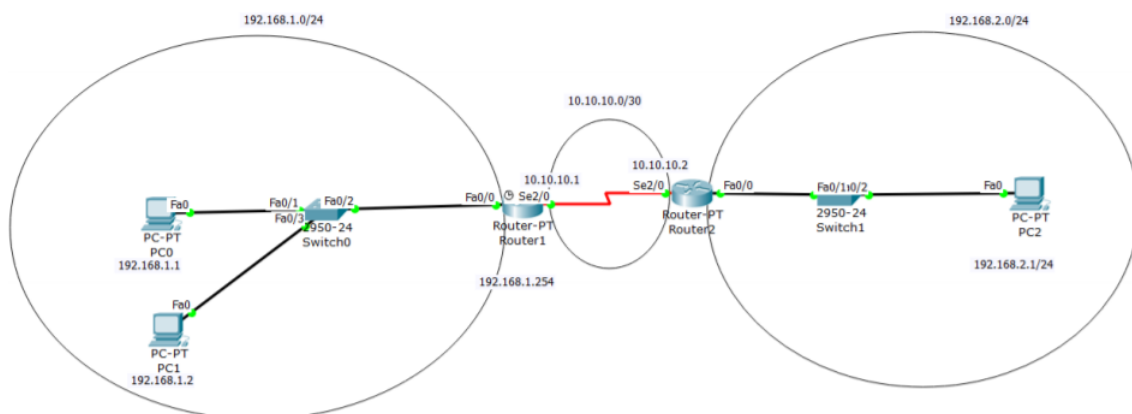 192.168.1.0/24
192.168.2.0/24
10.10.10.0/30
10.10.10.1
10.10.10.2
Fa0
Fa0/1
Fa0/3
Fa0/2
Fa0/0
Se2/0
Se2/0
Fa0/0
Fa0/1
0/2
Fa0
PC-PT
PC0
192.168.1.1
2950-24
Switch0
Router-PT
Router1
192.168.1.254
Router-PT
Router2
2950-24
Switch1
PC-PT
PC2
192.168.2.1/24
Fa0
PC-PT
PC1
192.168.1.2